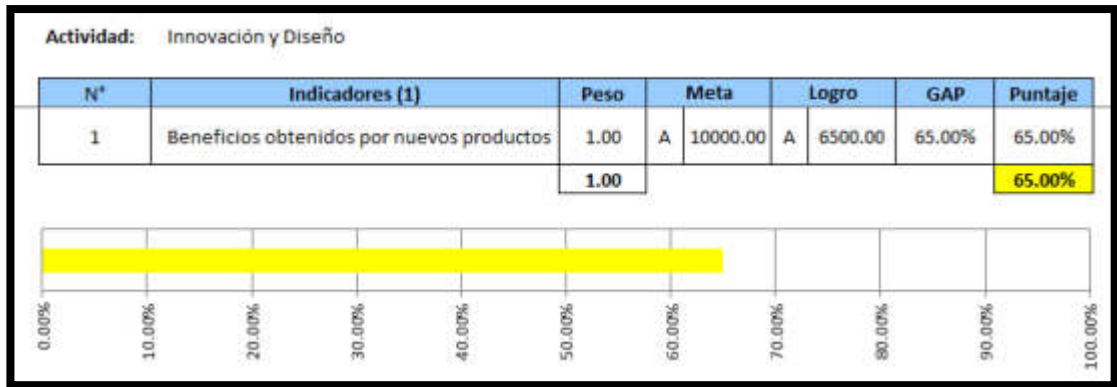 Actividad: Innovación y Diseño
N° Indicadores (1) Peso Meta Logro GAP Puntaje
1 Beneficios obtenidos por nuevos productos 1.00 A 10000.00 A 6500.00 65.00% 65.00%
1.00 65.00%
0.00% 10.00% 20.00% 30.00% 40.00% 50.00% 60.00% 70.00% 80.00% 90.00% 100.00%